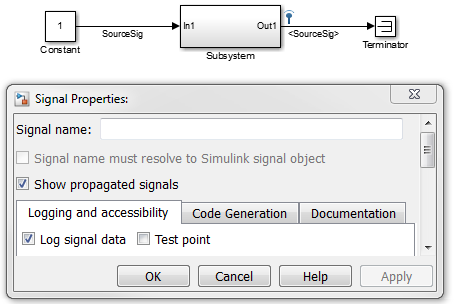 1
Constant
SourceSig
In1
Out1
Subsystem
<SourceSig>
Terminator
Signal Properties:
Signal name:
Signal name must resolve to Simulink signal object
Show propagated signals
Logging and accessibility
Code Generation
Documentation
Log signal data
Test point
OK
Cancel
Help
Apply